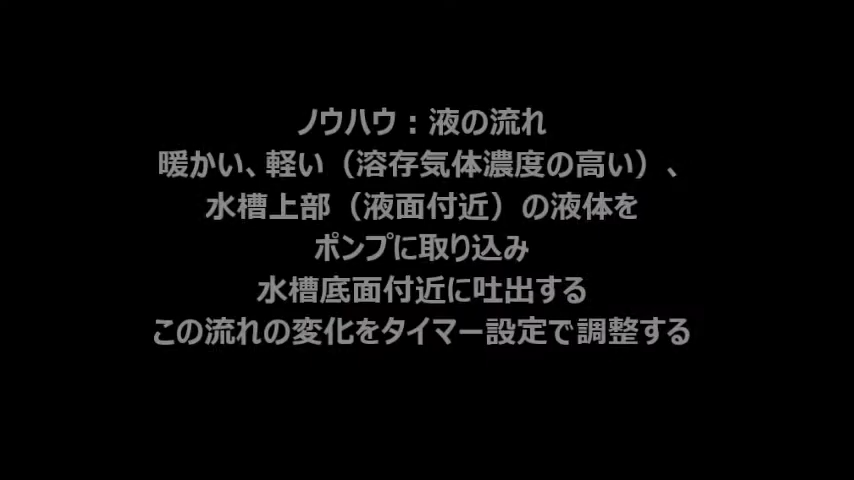 ノウハウ：液の流れ
暖かい、軽い（溶存気体濃度の高い）、
水槽上部（液面付近）の液体を
ポンプに取り込み
水槽底面付近に吐出する
この流れの変化をタイマー設定で調整する